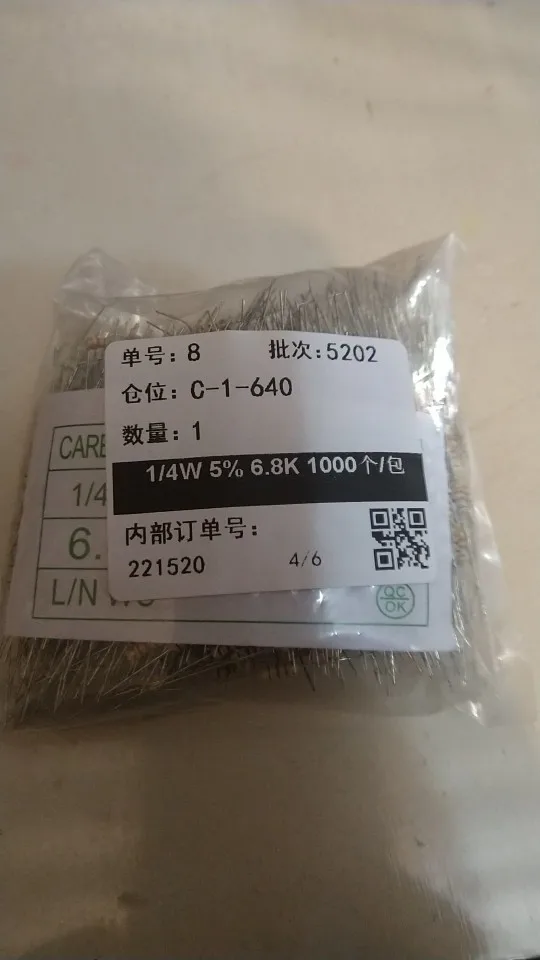 单号: 8 批次:5202
仓位: C-1-640
数量: 1
1/4W 5% 6.8K 1000个/包
内部订单号:
221520 4/6
CARB
1/4
6.
L/N
QC
OK